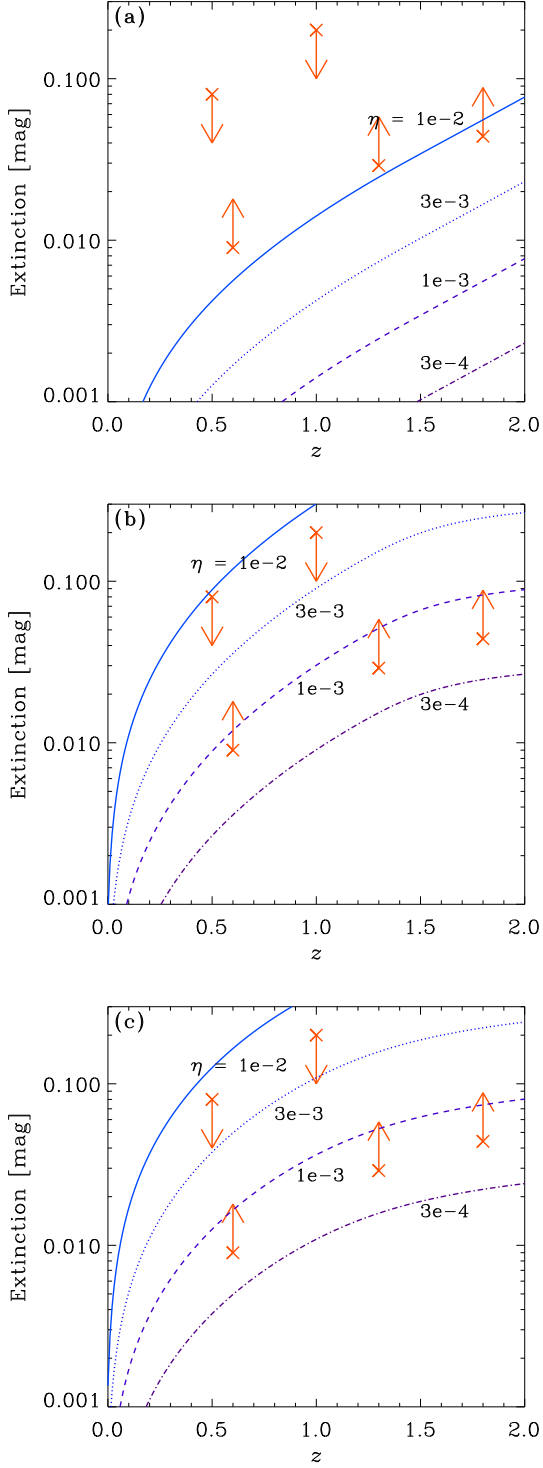 (a)
η = 1e−2
3e−3
1e−3
3e−4
Extinction [mag]
0.100
0.010
0.001
0.0 0.5 1.0 1.5 2.0
z
(b)
η = 1e−2
3e−3
1e−3
3e−4
Extinction [mag]
0.100
0.010
0.001
0.0 0.5 1.0 1.5 2.0
z
(c)
η = 1e−2
3e−3
1e−3
3e−4
Extinction [mag]
0.100
0.010
0.001
0.0 0.5 1.0 1.5 2.0
z